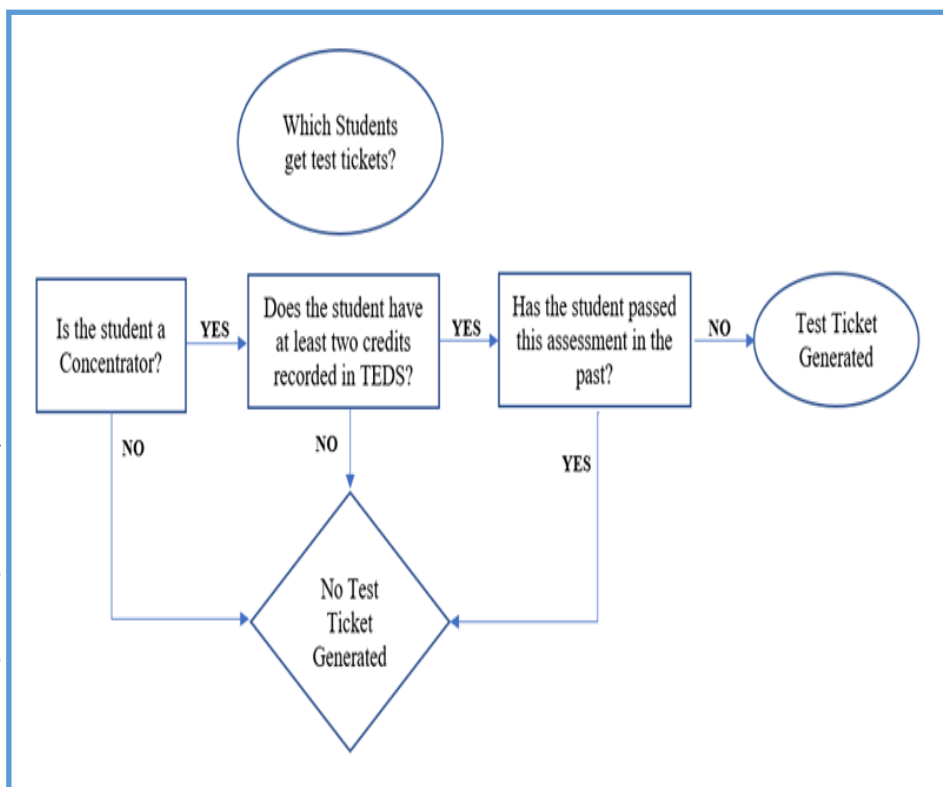 Which Students
get test tickets?
Is the student a
Concentrator?
YES
Does the student have
at least two credits
recorded in TEDS?
YES
Has the student passed
this assessment in the
past?
NO
Test Ticket
Generated
NO
NO
YES
No Test
Ticket
Generated